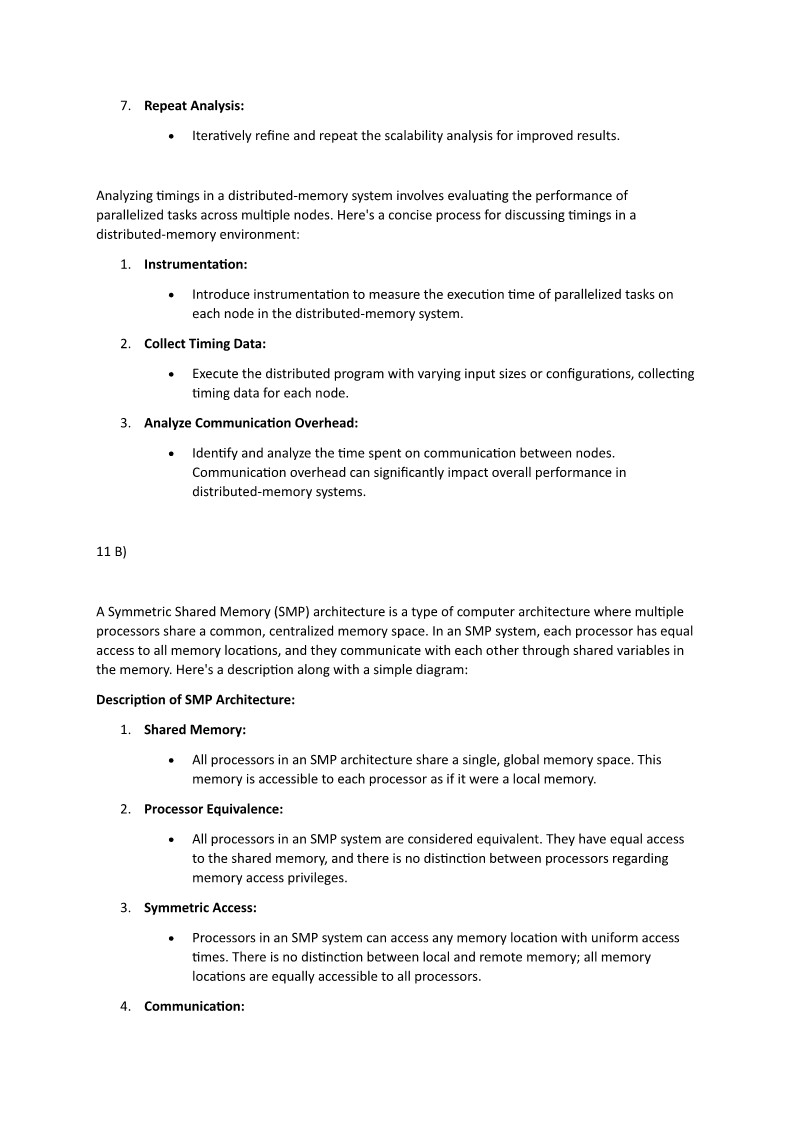 7. Repeat Analysis:
• Iteratively refine and repeat the scalability analysis for improved results.
Analyzing timings in a distributed-memory system involves evaluating the performance of
parallelized tasks across multiple nodes. Here's a concise process for discussing timings in a
distributed-memory environment:
1. Instrumentation:
• Introduce instrumentation to measure the execution time of parallelized tasks on
each node in the distributed-memory system.
2. Collect Timing Data:
• Execute the distributed program with varying input sizes or configurations, collecting
timing data for each node.
3. Analyze Communication Overhead:
• Identify and analyze the time spent on communication between nodes.
Communication overhead can significantly impact overall performance in
distributed-memory systems.
11 B)
A Symmetric Shared Memory (SMP) architecture is a type of computer architecture where multiple
processors share a common, centralized memory space. In an SMP system, each processor has equal
access to all memory locations, and they communicate with each other through shared variables in
the memory. Here's a description along with a simple diagram:
Description of SMP Architecture:
1. Shared Memory:
• All processors in an SMP architecture share a single, global memory space. This
memory is accessible to each processor as if it were a local memory.
2. Processor Equivalence:
• All processors in an SMP system are considered equivalent. They have equal access
to the shared memory, and there is no distinction between processors regarding
memory access privileges.
3. Symmetric Access:
• Processors in an SMP system can access any memory location with uniform access
times. There is no distinction between local and remote memory; all memory
locations are equally accessible to all processors.
4. Communication: